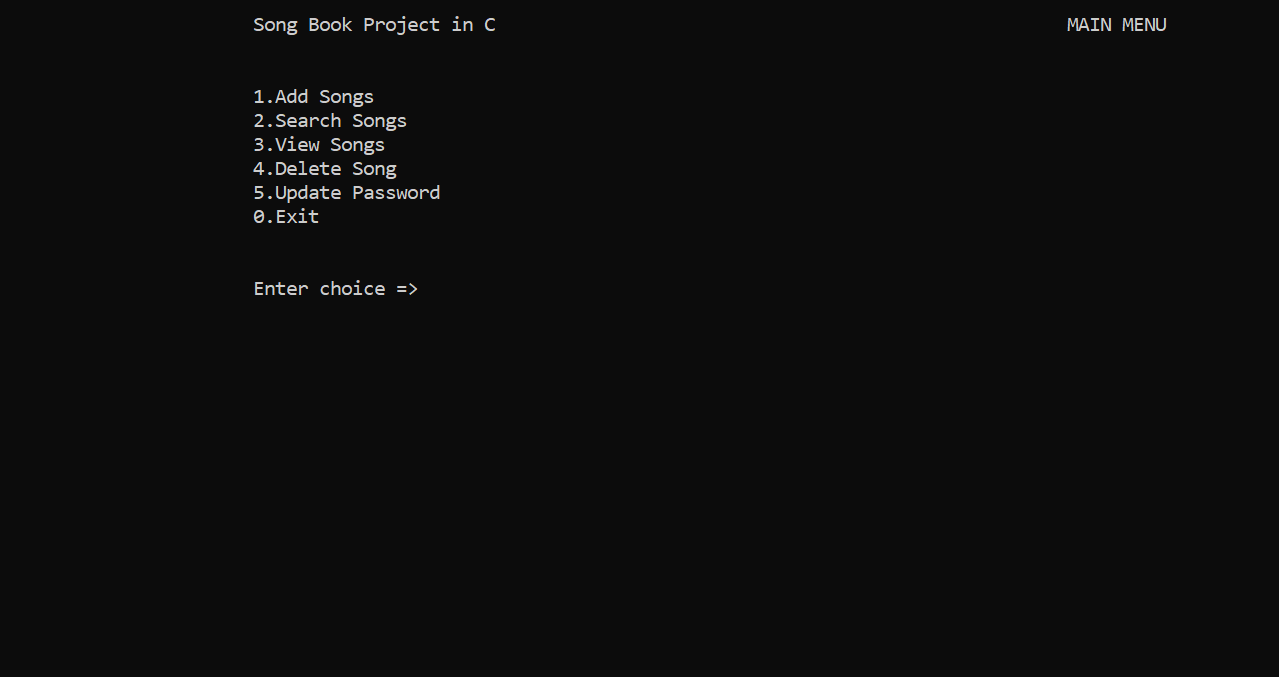 Song Book Project in C MAIN MENU
1.Add Songs
2.Search Songs
3.View Songs
4.Delete Song
5.Update Password
0.Exit
Enter choice =>